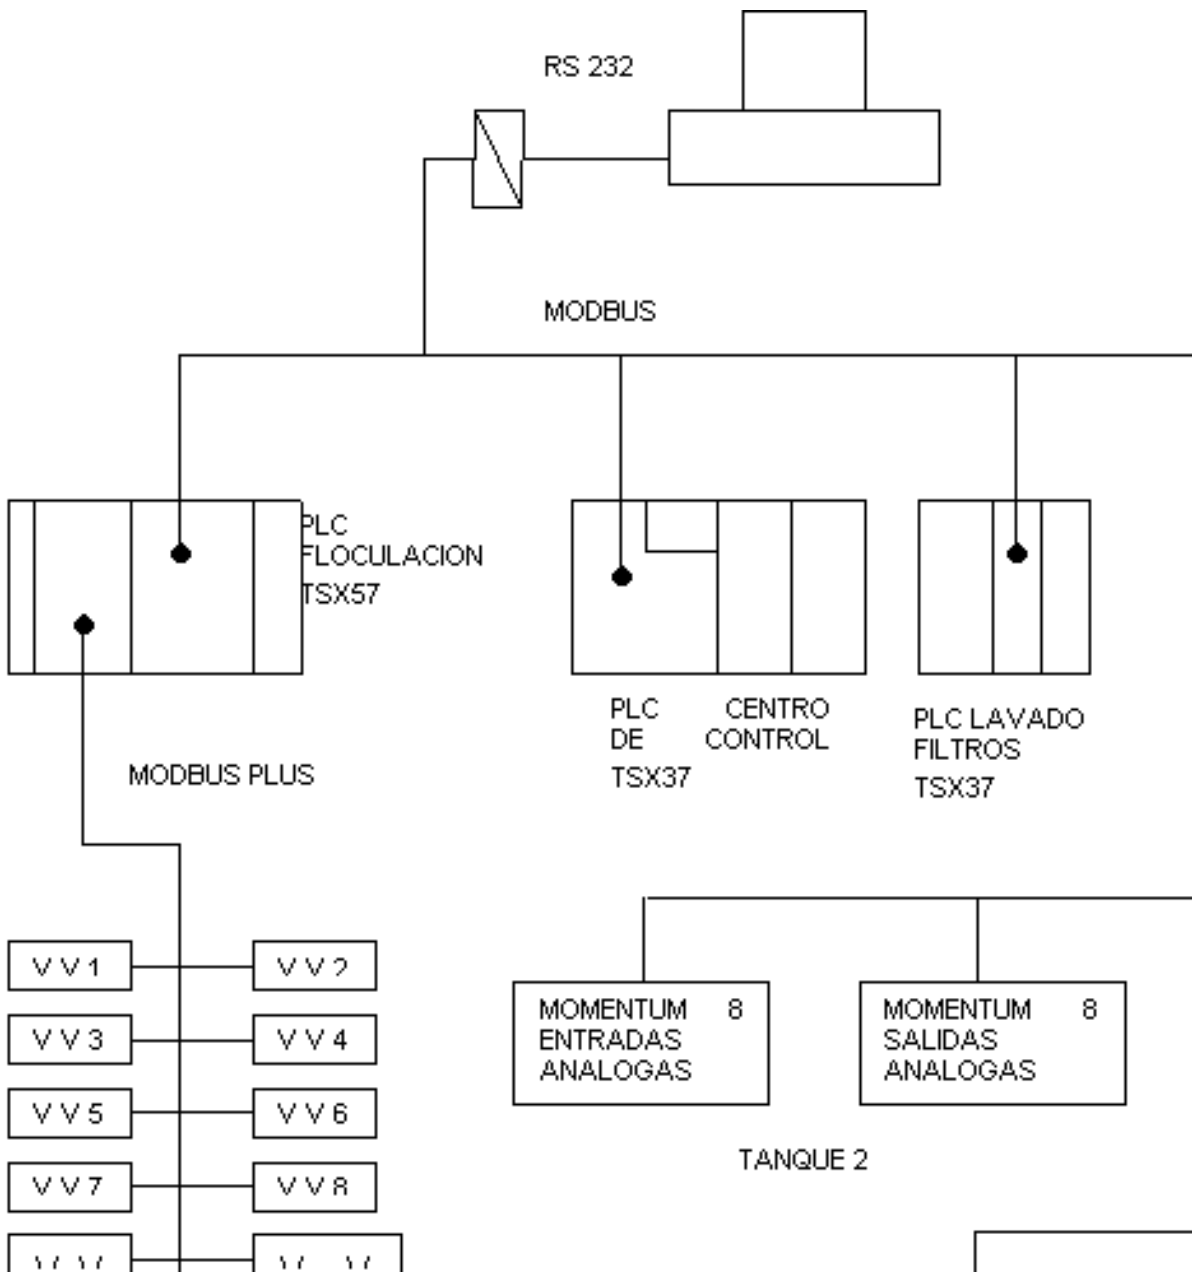 RS 232
MODBUS
PLC
FLOCULACION
TSX57
PLC CENTRO
DE CONTROL
TSX37
PLC LAVADO
FILTROS
TSX37
MODBUS PLUS
V V 1
V V 2
V V 3
V V 4
V V 5
V V 6
V V 7
V V 8
MOMENTUM 8
ENTRADAS
ANALOGAS
MOMENTUM 8
SALIDAS
ANALOGAS
TANQUE 2
V V
V V